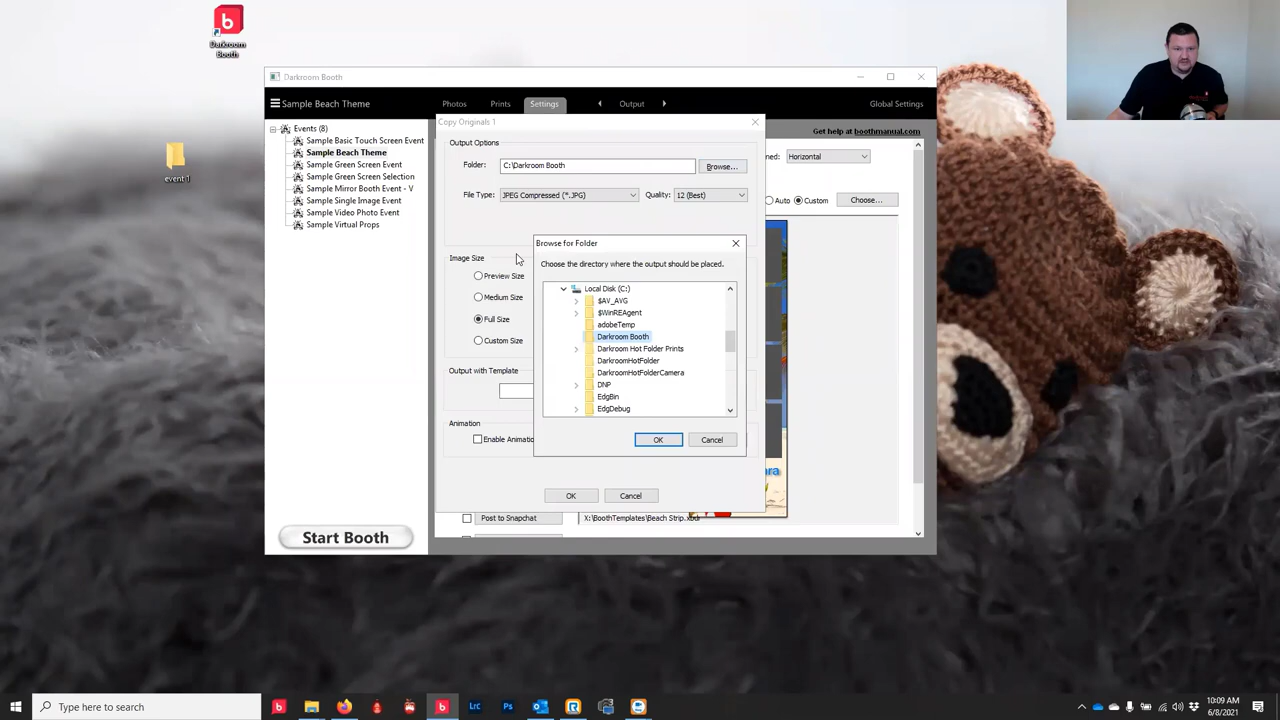 Darkroom
Booth
event 1
Darkroom Booth
Sample Beach Theme
Photos
Prints
Settings
Output
Global Settings
Get help at boothmanual.com
Events (8)
Sample Basic Touch Screen Event
Sample Beach Theme
Sample Green Screen Event
Sample Green Screen Selection
Sample Mirror Booth Event - V
Sample Single Image Event
Sample Video Photo Event
Sample Virtual Props
Start Booth
Copy Originals 1
Output Options
Folder:
C:\Darkroom Booth
Browse...
File Type:
JPEG Compressed (*.JPG)
Quality:
12 (Best)
Image Size
Preview Size
Medium Size
Full Size
Custom Size
Output with Template
Animation
Enable Animatio
OK
Cancel
Browse for Folder
Choose the directory where the output should be placed.
Local Disk (C:)
$AV_AVG
$WinREAgent
adobeTemp
Darkroom Booth
Darkroom Hot Folder Prints
DarkroomHotFolder
DarkroomHotFolderCamera
DNP
EdgBin
EdgDebug
OK
Cancel
ned:
Horizontal
Auto
Custom
Choose...
Post to Snapchat
X:\BoothTemplates\Beach Strip.xbdr
Type here to search
Lrc
Ps
10:09 AM
6/8/2021